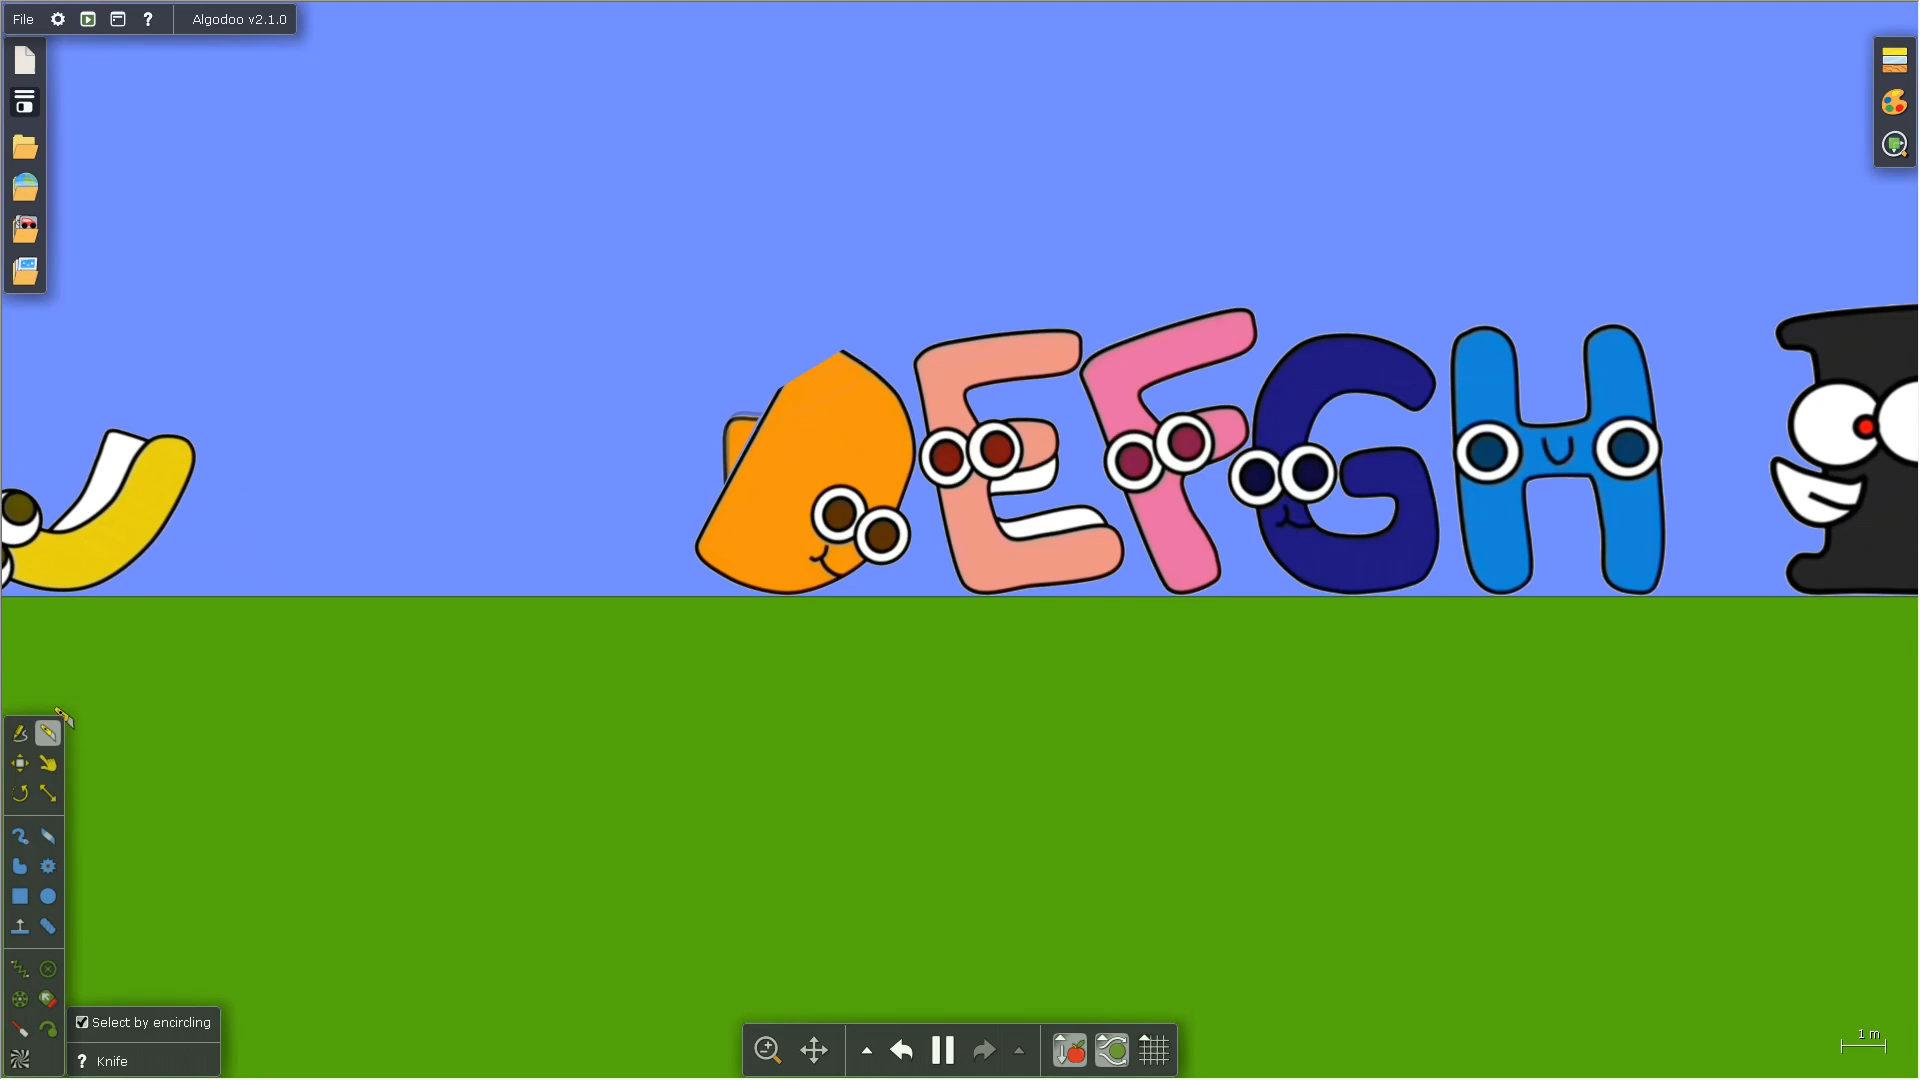 File
?
Algodoo v2.1.0
E F G H I
Select by encircling
? Knife
1 m